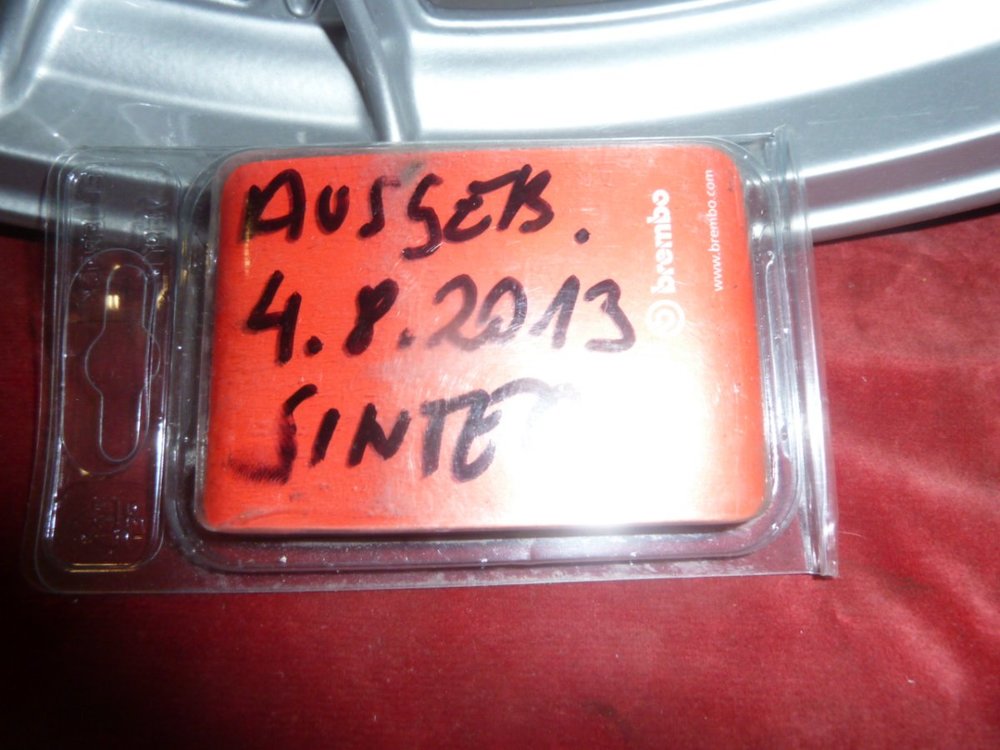 AUSGEB.
4.8.2013
SINTER
brembo
www.brembo.com